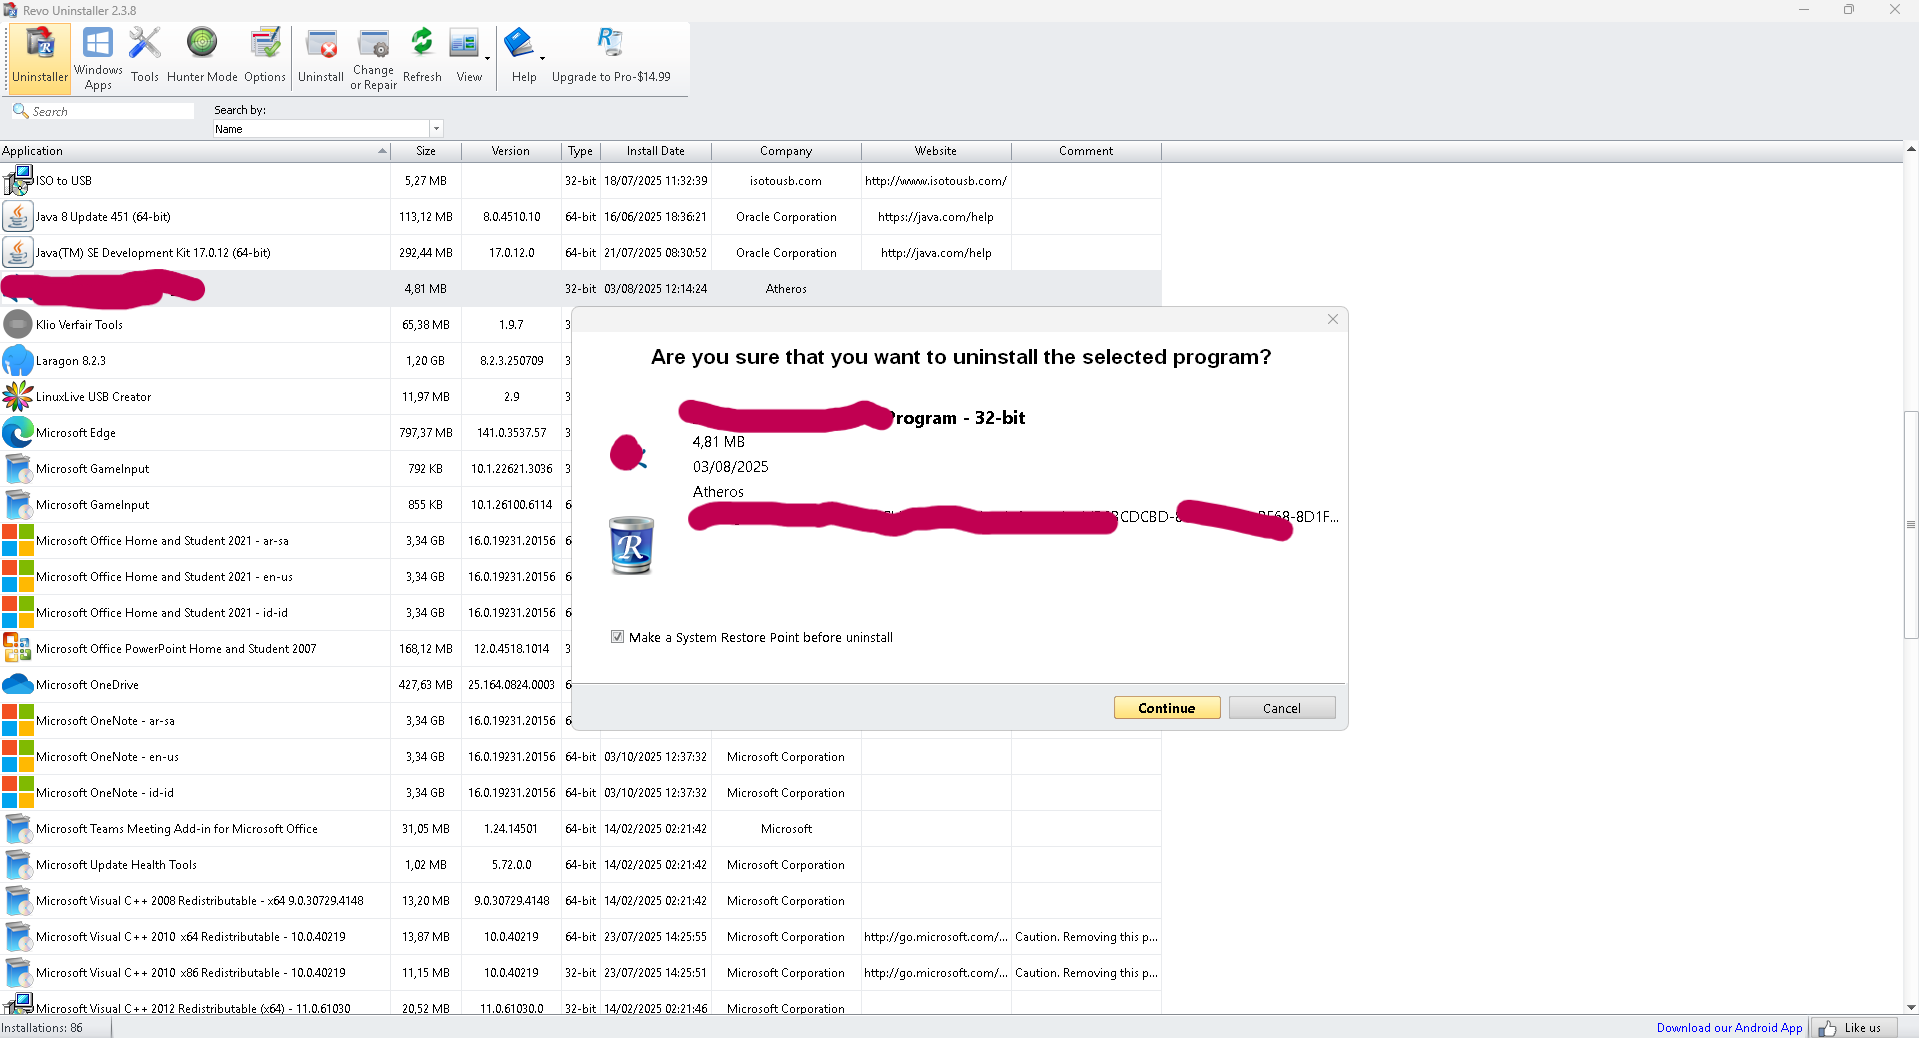 Revo Uninstaller 2.3.8
Uninstaller
Windows Apps
Tools
Hunter Mode
Options
Uninstall
Change or Repair
Refresh
View
Help
Upgrade to Pro-$14.99
Search
Search by:
Name
Application Size Version Type Install Date Company Website Comment
ISO to USB 5,27 MB 32-bit 18/07/2025 11:32:39 isotousb.com http://www.isotousb.com/
Java 8 Update 451 (64-bit) 113,12 MB 8.0.4510.10 64-bit 16/06/2025 18:36:21 Oracle Corporation https://java.com/help
Java(TM) SE Development Kit 17.0.12 (64-bit) 292,44 MB 17.0.12.0 64-bit 21/07/2025 08:30:52 Oracle Corporation http://java.com/help
4,81 MB 32-bit 03/08/2025 12:14:24 Atheros
Klio Verfair Tools 65,38 MB 1.9.7 3
Laragon 8.2.3 1,20 GB 8.2.3.250709 3
LinuxLive USB Creator 11,97 MB 2.9 3
Microsoft Edge 797,37 MB 141.0.3537.57 3
Microsoft GameInput 792 KB 10.1.22621.3036 3
Microsoft GameInput 855 KB 10.1.26100.6114 6
Microsoft Office Home and Student 2021 - ar-sa 3,34 GB 16.0.19231.20156 6
Microsoft Office Home and Student 2021 - en-us 3,34 GB 16.0.19231.20156 6
Microsoft Office Home and Student 2021 - id-id 3,34 GB 16.0.19231.20156 6
Microsoft Office PowerPoint Home and Student 2007 168,12 MB 12.0.4518.1014 3
Microsoft OneDrive 427,63 MB 25.164.0824.0003 6
Microsoft OneNote - ar-sa 3,34 GB 16.0.19231.20156 6
Microsoft OneNote - en-us 3,34 GB 16.0.19231.20156 64-bit 03/10/2025 12:37:32 Microsoft Corporation
Microsoft OneNote - id-id 3,34 GB 16.0.19231.20156 64-bit 03/10/2025 12:37:32 Microsoft Corporation
Microsoft Teams Meeting Add-in for Microsoft Office 31,05 MB 1.24.14501 64-bit 14/02/2025 02:21:42 Microsoft
Microsoft Update Health Tools 1,02 MB 5.72.0.0 64-bit 14/02/2025 02:21:42 Microsoft Corporation
Microsoft Visual C++ 2008 Redistributable - x64 9.0.30729.4148 13,20 MB 9.0.30729.4148 64-bit 14/02/2025 02:21:42 Microsoft Corporation
Microsoft Visual C++ 2010 x64 Redistributable - 10.0.40219 13,87 MB 10.0.40219 64-bit 23/07/2025 14:25:55 Microsoft Corporation http://go.microsoft.com/... Caution. Removing this p...
Microsoft Visual C++ 2010 x86 Redistributable - 10.0.40219 11,15 MB 10.0.40219 32-bit 23/07/2025 14:25:51 Microsoft Corporation http://go.microsoft.com/... Caution. Removing this p...
Microsoft Visual C++ 2012 Redistributable (x64) - 11.0.61030 20,52 MB 11.0.61030.0 32-bit 14/02/2025 02:21:46 Microsoft Corporation
Are you sure that you want to uninstall the selected program?
Program - 32-bit
4,81 MB
03/08/2025
Atheros
CDCBD-8 F68-8D1F...
Make a System Restore Point before uninstall
Continue
Cancel
Installations: 86
Download our Android App
Like us